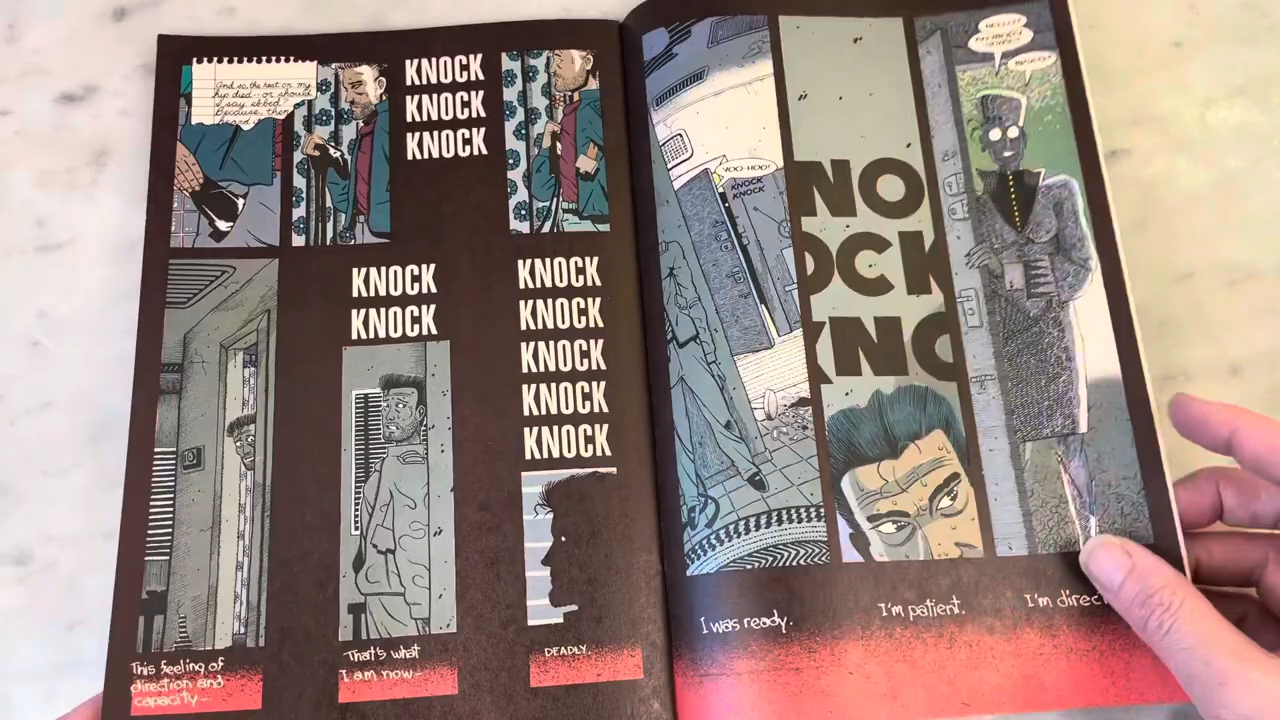 And so, the heat on my
hip died... or should
I say ebbed?
Because, then
heard
KNOCK
KNOCK
KNOCK
KNOCK
KNOCK
KNOCK
KNOCK
KNOCK
KNOCK
KNOCK
This feeling of
direction and
capacity—
That's what
I am now—
DEADLY.
YOO-HOO!
KNOCK
KNOCK
NO
OCK
KNO
I was ready.
I'm patient.
I'm direc